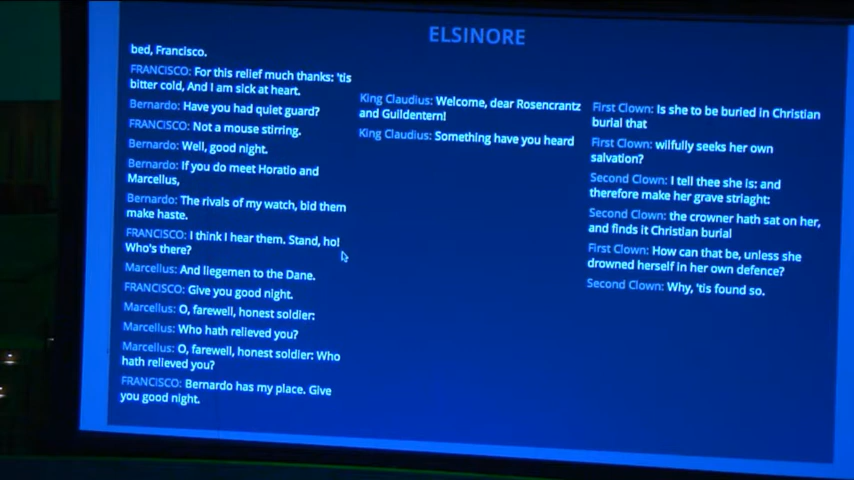 ELSINORE
bed, Francisco.
FRANCISCO: For this relief much thanks: 'tis
bitter cold, And I am sick at heart.
Bernardo: Have you had quiet guard?
FRANCISCO: Not a mouse stirring.
Bernardo: Well, good night.
Bernardo: If you do meet Horatio and
Marcellus,
Bernardo: The rivals of my watch, bid them
make haste.
FRANCISCO: I think I hear them. Stand, ho!
Who's there?
Marcellus: And liegemen to the Dane.
FRANCISCO: Give you good night.
Marcellus: O, farewell, honest soldier:
Marcellus: Who hath relieved you?
Marcellus: O, farewell, honest soldier: Who
hath relieved you?
FRANCISCO: Bernardo has my place. Give
you good night.
King Claudius: Welcome, dear Rosencrantz
and Guildentern!
King Claudius: Something have you heard
First Clown: Is she to be buried in Christian
burial that
First Clown: wilfully seeks her own
salvation?
Second Clown: I tell thee she is: and
therefore make her grave striaght:
Second Clown: the crowner hath sat on her,
and finds it Christian burial
First Clown: How can that be, unless she
drowned herself in her own defence?
Second Clown: Why, 'tis found so.